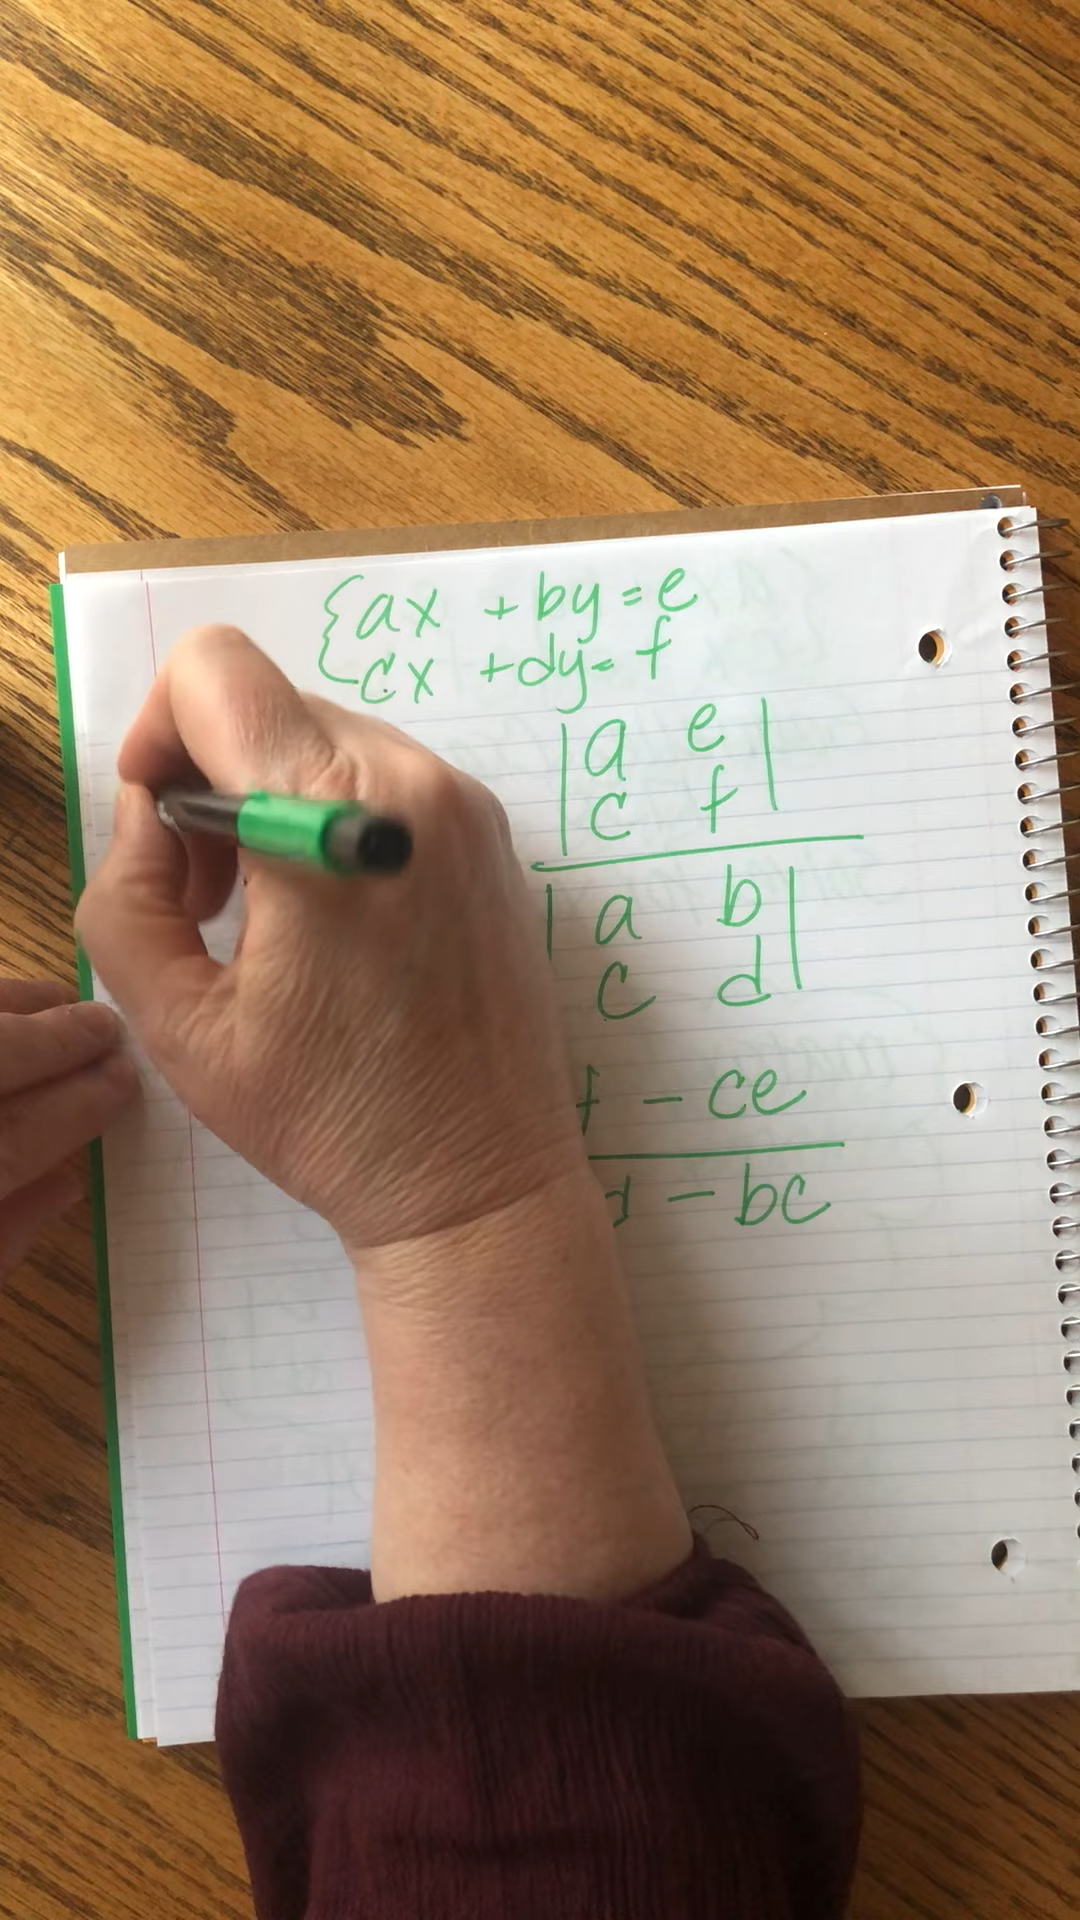 {ax + by = e
cx + dy = f
| a e |
| c f |
| a b |
| c d |
f - ce
d - bc